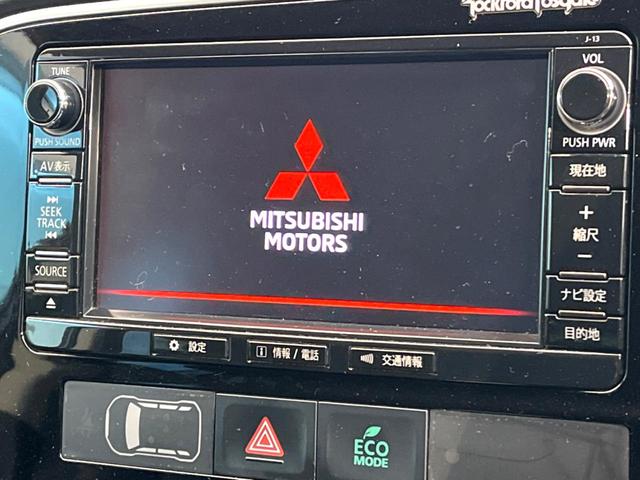 Rockford Fosgate
J-13
TUNE
PUSH SOUND
AV表示
SEEK
TRACK
SOURCE
MITSUBISHI
MOTORS
VOL
PUSH PWR
現在地
+
縮尺
-
ナビ設定
目的地
設定
情報 / 電話
交通情報
ECO
MODE